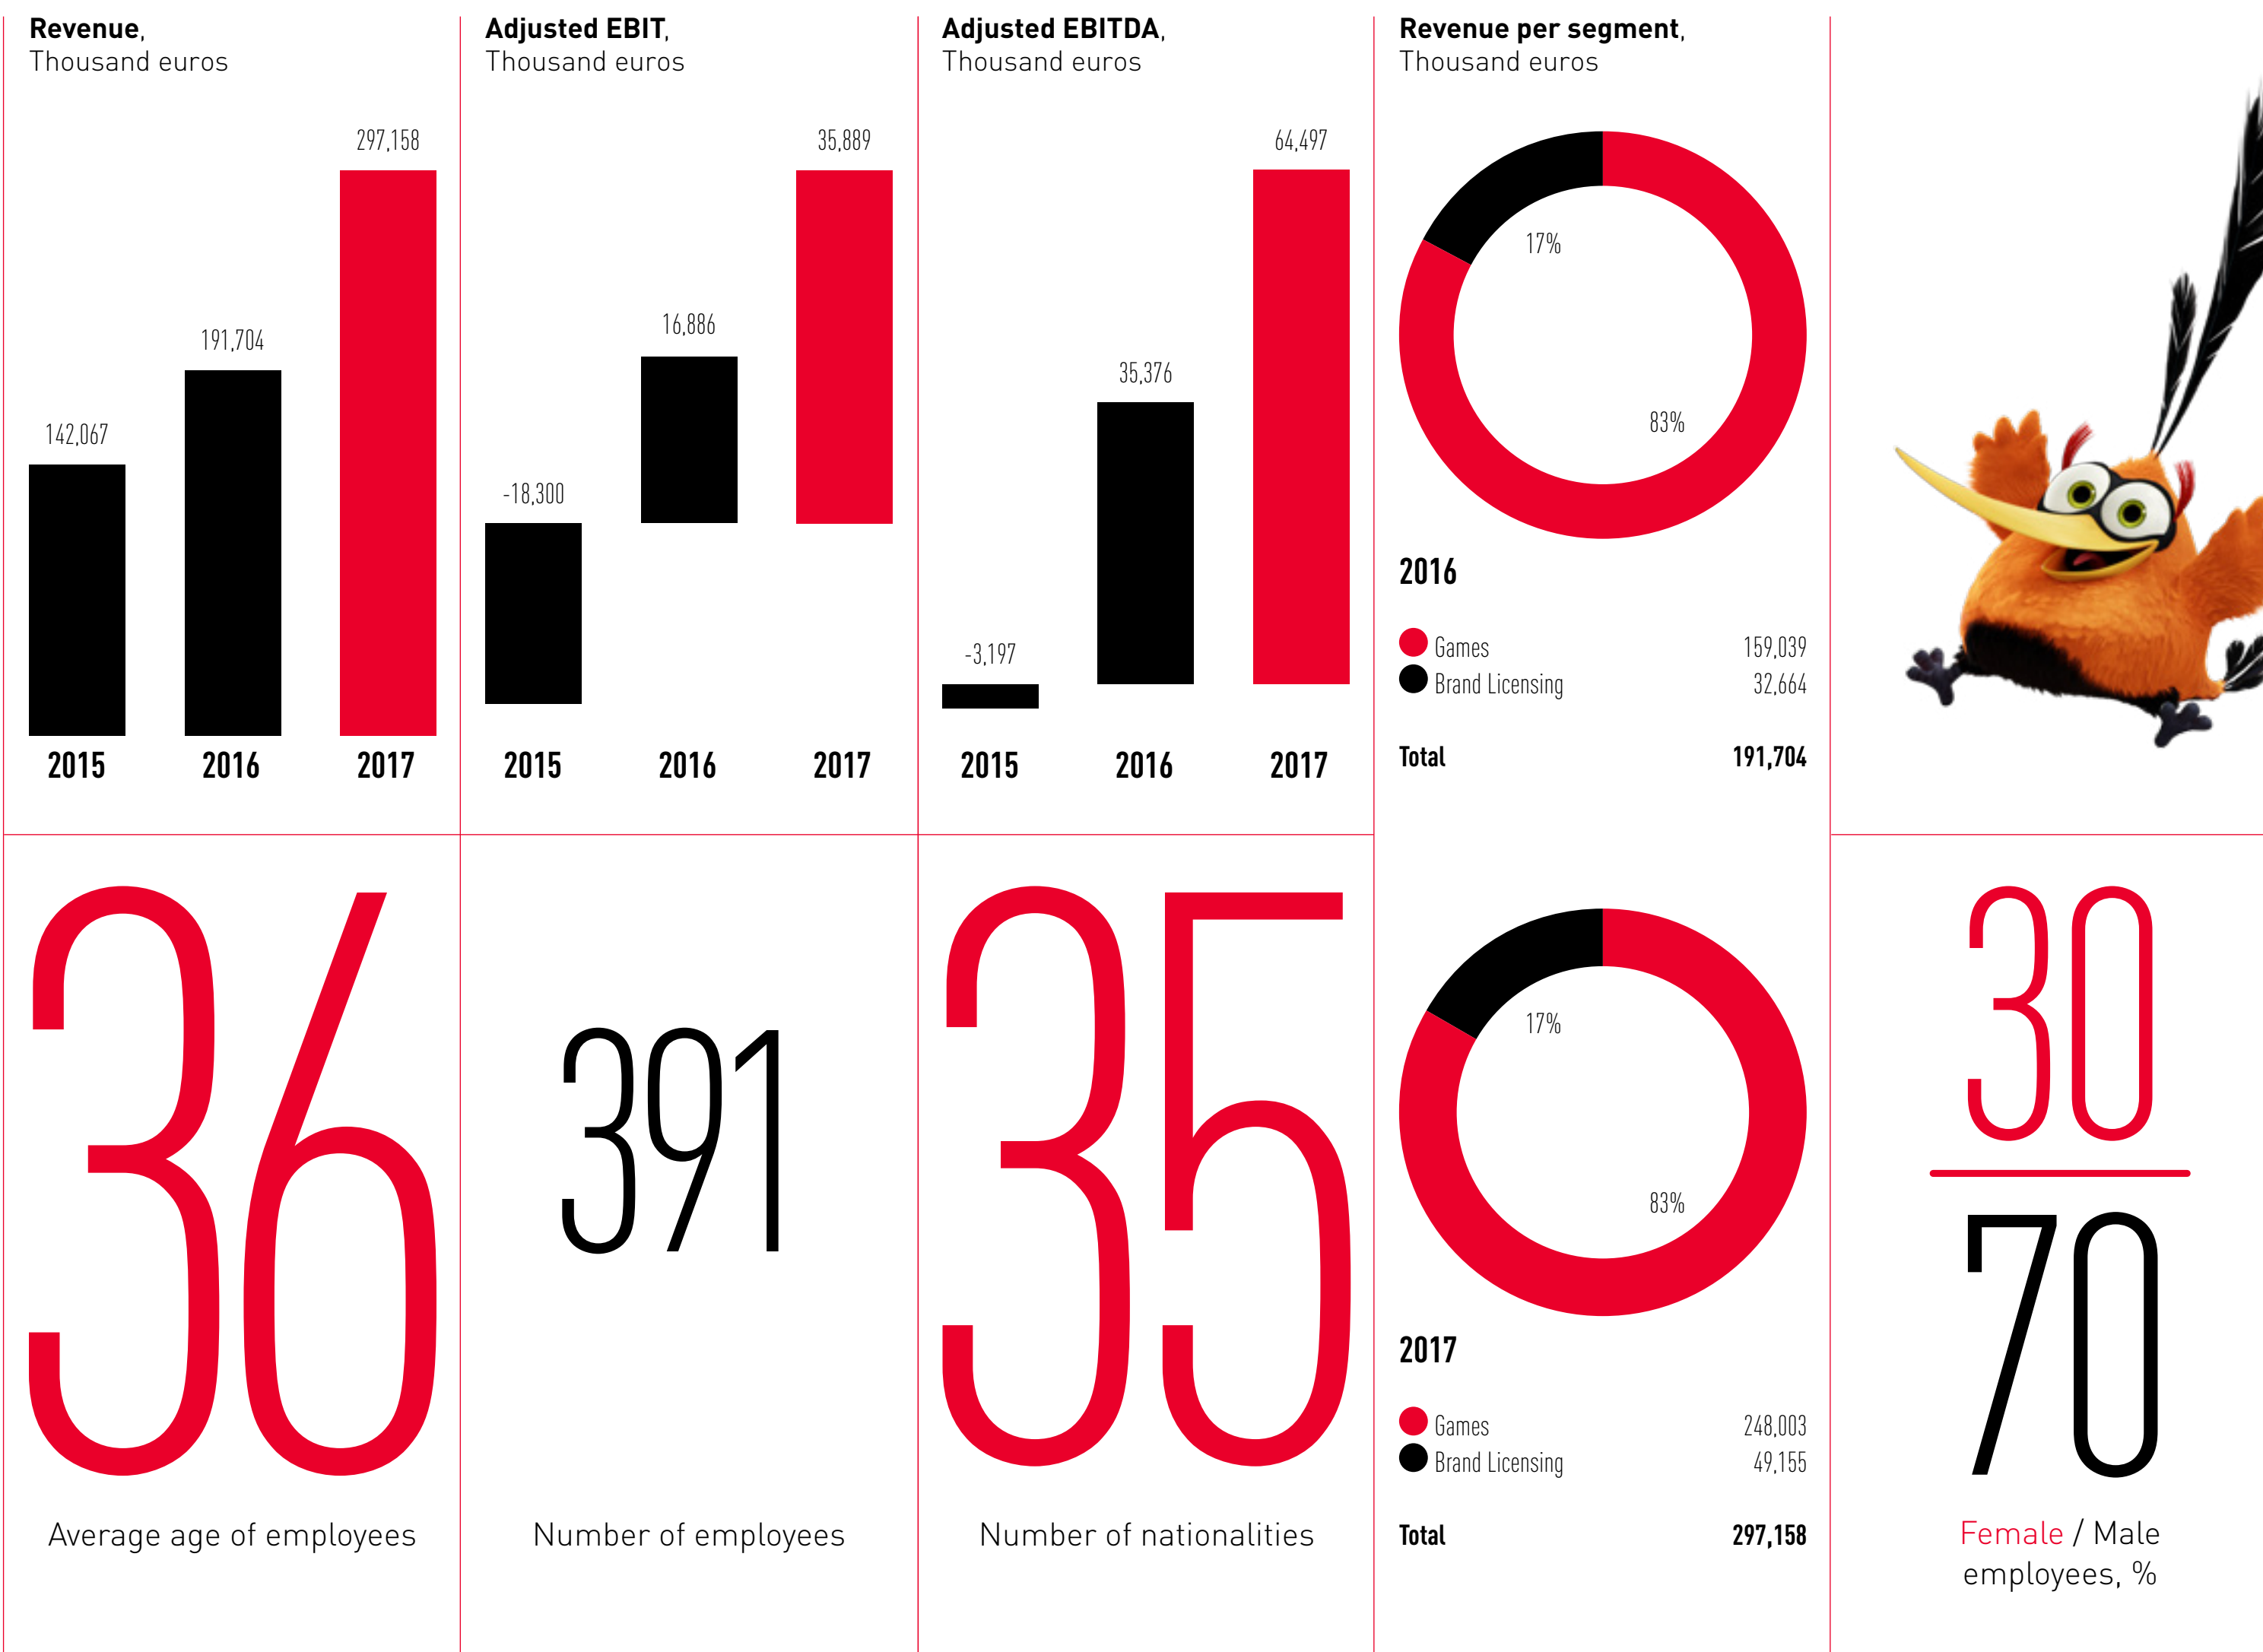 Revenue,
Thousand euros
297,158
191,704
142,067
2015 2016 2017
Adjusted EBIT,
Thousand euros
35,889
16,886
-18,300
2015 2016 2017
Adjusted EBITDA,
Thousand euros
64,497
35,376
-3,197
2015 2016 2017
Revenue per segment,
Thousand euros
17%
83%
2016
Games 159,039
Brand Licensing 32,664
Total 191,704
17%
83%
2017
Games 248,003
Brand Licensing 49,155
Total 297,158
36
Average age of employees
391
Number of employees
35
Number of nationalities
30
70
Female / Male
employees, %